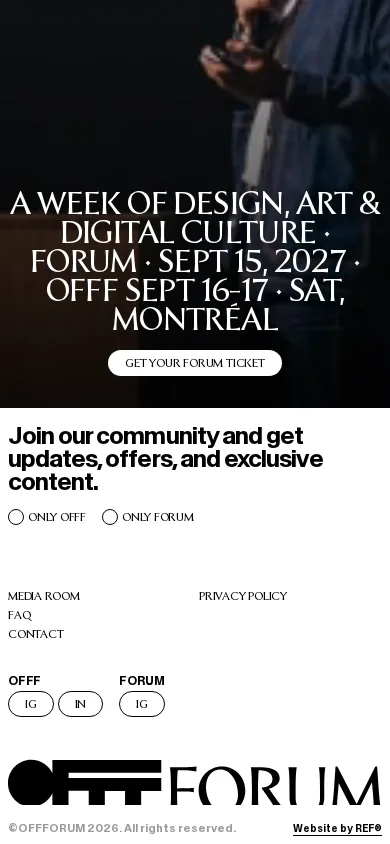 A WEEK OF DESIGN, ART &
DIGITAL CULTURE ·
FORUM · SEPT 15, 2027 ·
OFFF SEPT 16–17 · SAT,
MONTRÉAL
GET YOUR FORUM TICKET
Join our community and get
updates, offers, and exclusive
content.
ONLY OFFF ONLY FORUM
MEDIA ROOM PRIVACY POLICY
FAQ
CONTACT
OFFF FORUM
IG IN IG
OFFFORUM
©OFFFORUM 2026. All rights reserved. Website by REF®